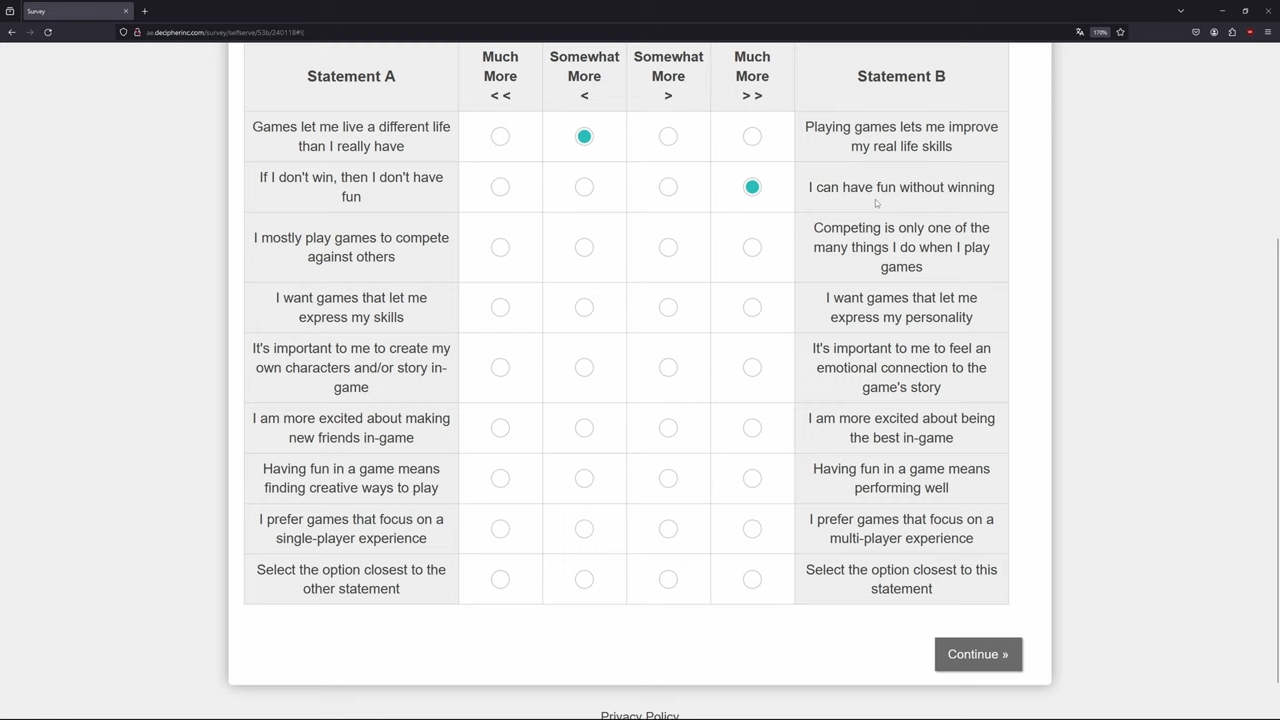 Survey
ae.decipherinc.com/survey/selfserve/53b/240118#!(
170%
Statement A
Much
More
< <
Somewhat
More
<
Somewhat
More
>
Much
More
> >
Statement B
Games let me live a different life
than I really have
Playing games lets me improve
my real life skills
If I don't win, then I don't have
fun
I can have fun without winning
I mostly play games to compete
against others
Competing is only one of the
many things I do when I play
games
I want games that let me
express my skills
I want games that let me
express my personality
It's important to me to create my
own characters and/or story in-
game
It's important to me to feel an
emotional connection to the
game's story
I am more excited about making
new friends in-game
I am more excited about being
the best in-game
Having fun in a game means
finding creative ways to play
Having fun in a game means
performing well
I prefer games that focus on a
single-player experience
I prefer games that focus on a
multi-player experience
Select the option closest to the
other statement
Select the option closest to this
statement
Continue »
Privacy Policy